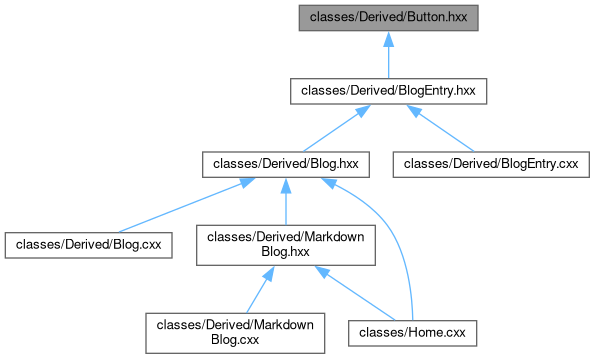 classes/Derived/Button.hxx
classes/Derived/BlogEntry.hxx
classes/Derived/Blog.hxx
classes/Derived/BlogEntry.cxx
classes/Derived/Blog.cxx
classes/Derived/Markdown
Blog.hxx
classes/Derived/Markdown
Blog.cxx
classes/Home.cxx